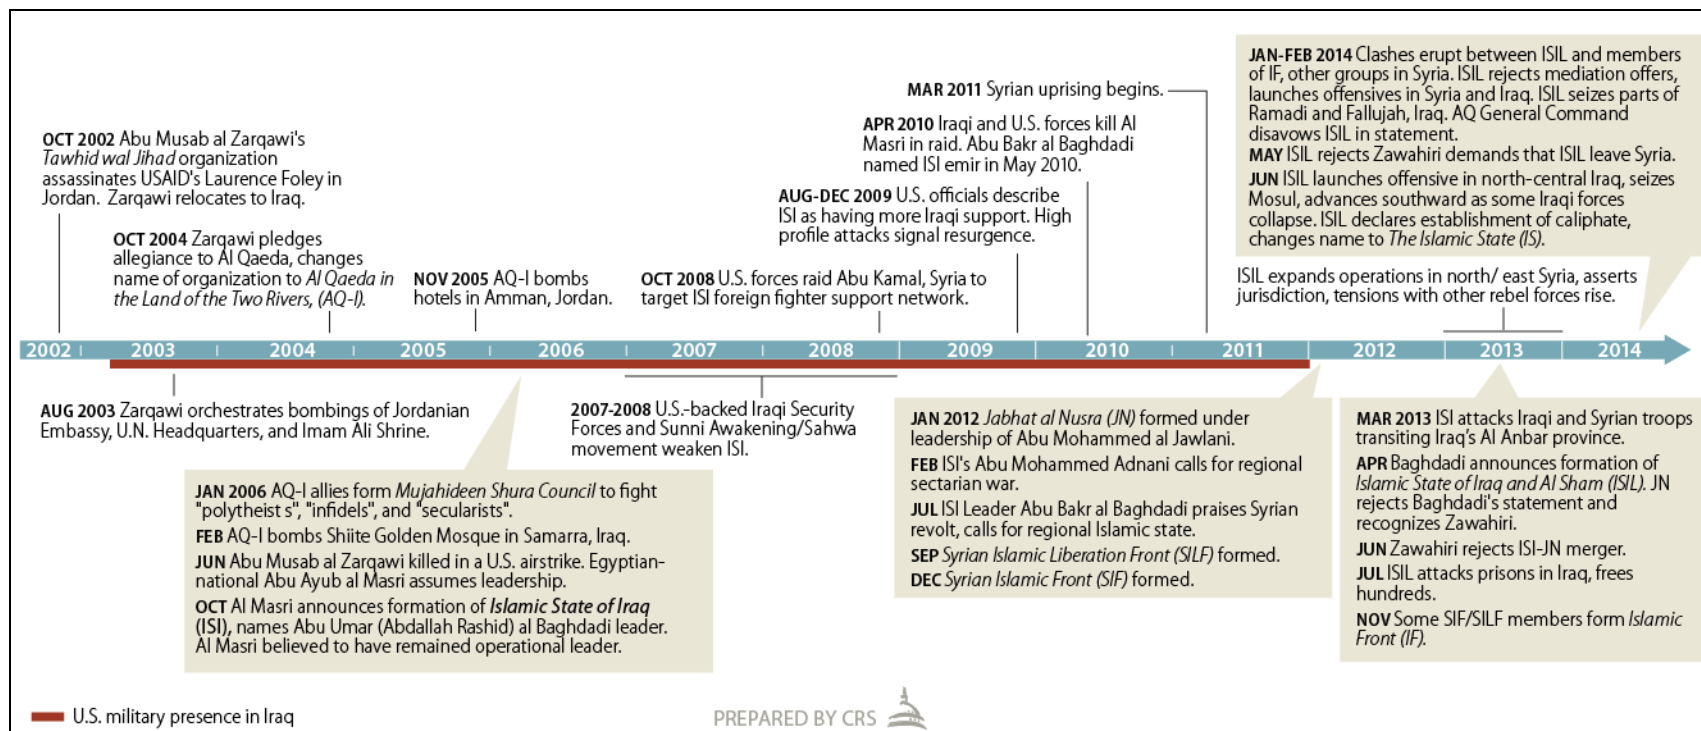 OCT 2002 Abu Musab al Zarqawi's
Tawhid wal Jihad organization
assassinates USAID's Laurence Foley in
Jordan. Zarqawi relocates to Iraq.
OCT 2004 Zarqawi pledges
allegiance to Al Qaeda, changes
name of organization to Al Qaeda in
the Land of the Two Rivers, (AQ-I).
NOV 2005 AQ-I bombs
hotels in Amman, Jordan.
OCT 2008 U.S. forces raid Abu Kamal, Syria to
target ISI foreign fighter support network.
AUG-DEC 2009 U.S. officials describe
ISI as having more Iraqi support. High
profile attacks signal resurgence.
APR 2010 Iraqi and U.S. forces kill Al
Masri in raid. Abu Bakr al Baghdadi
named ISI emir in May 2010.
MAR 2011 Syrian uprising begins.
JAN-FEB 2014 Clashes erupt between ISIL and members
of IF, other groups in Syria. ISIL rejects mediation offers,
launches offensives in Syria and Iraq. ISIL seizes parts of
Ramadi and Fallujah, Iraq. AQ General Command
disavows ISIL in statement.
MAY ISIL rejects Zawahiri demands that ISIL leave Syria.
JUN ISIL launches offensive in north-central Iraq, seizes
Mosul, advances southward as some Iraqi forces
collapse. ISIL declares establishment of caliphate,
changes name to The Islamic State (IS).
ISIL expands operations in north/ east Syria, asserts
jurisdiction, tensions with other rebel forces rise.
2002 2003 2004 2005 2006 2007 2008 2009 2010 2011 2012 2013 2014
AUG 2003 Zarqawi orchestrates bombings of Jordanian
Embassy, U.N. Headquarters, and Imam Ali Shrine.
JAN 2006 AQ-I allies form Mujahideen Shura Council to fight
"polytheist s", "infidels", and "secularists".
FEB AQ-I bombs Shiite Golden Mosque in Samarra, Iraq.
JUN Abu Musab al Zarqawi killed in a U.S. airstrike. Egyptian-
national Abu Ayub al Masri assumes leadership.
OCT Al Masri announces formation of Islamic State of Iraq
(ISI), names Abu Umar (Abdallah Rashid) al Baghdadi leader.
Al Masri believed to have remained operational leader.
2007-2008 U.S.-backed Iraqi Security
Forces and Sunni Awakening/Sahwa
movement weaken ISI.
JAN 2012 Jabhat al Nusra (JN) formed under
leadership of Abu Mohammed al Jawlani.
FEB ISI's Abu Mohammed Adnani calls for regional
sectarian war.
JUL ISI Leader Abu Bakr al Baghdadi praises Syrian
revolt, calls for regional Islamic state.
SEP Syrian Islamic Liberation Front (SILF) formed.
DEC Syrian Islamic Front (SIF) formed.
MAR 2013 ISI attacks Iraqi and Syrian troops
transiting Iraq's Al Anbar province.
APR Baghdadi announces formation of
Islamic State of Iraq and Al Sham (ISIL). JN
rejects Baghdadi's statement and
recognizes Zawahiri.
JUN Zawahiri rejects ISI-JN merger.
JUL ISIL attacks prisons in Iraq, frees
hundreds.
NOV Some SIF/SILF members form Islamic
Front (IF).
U.S. military presence in Iraq
PREPARED BY CRS